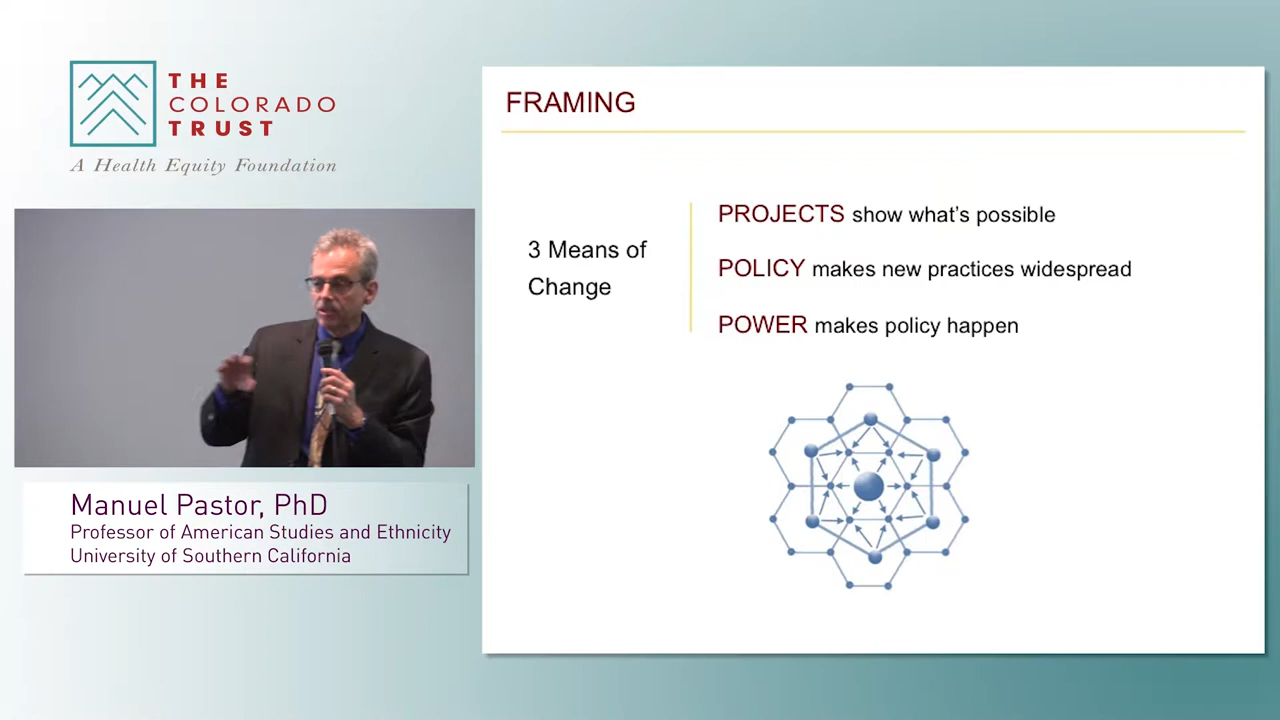 THE
COLORADO
TRUST
A Health Equity Foundation
Manuel Pastor, PhD
Professor of American Studies and Ethnicity
University of Southern California
FRAMING
3 Means of
Change
PROJECTS show what's possible
POLICY makes new practices widespread
POWER makes policy happen